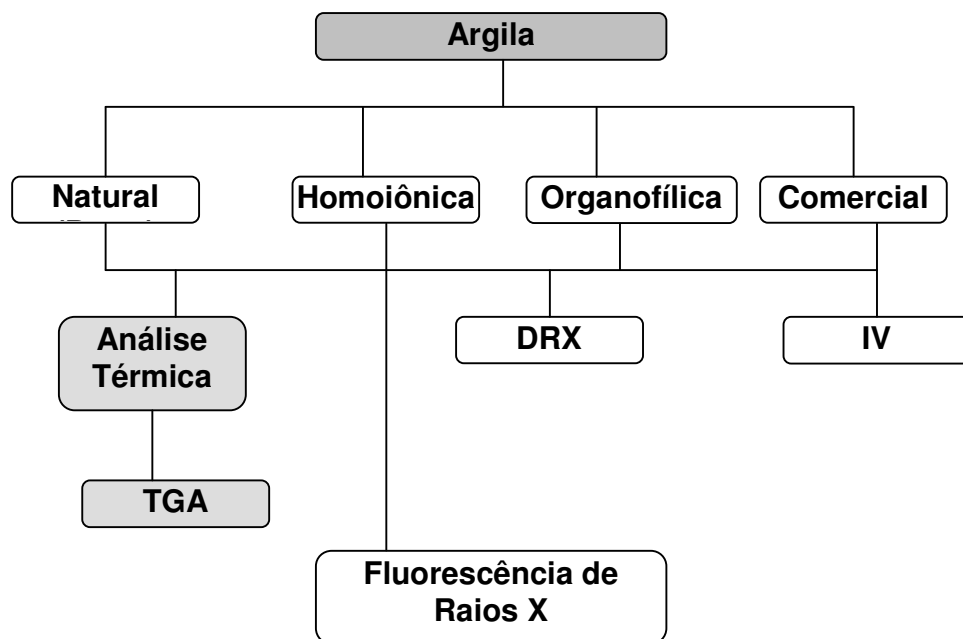 Argila
Natural
Homoiônica
Organofílica
Comercial
Análise
Térmica
DRX
IV
TGA
Fluorescência de
Raios X